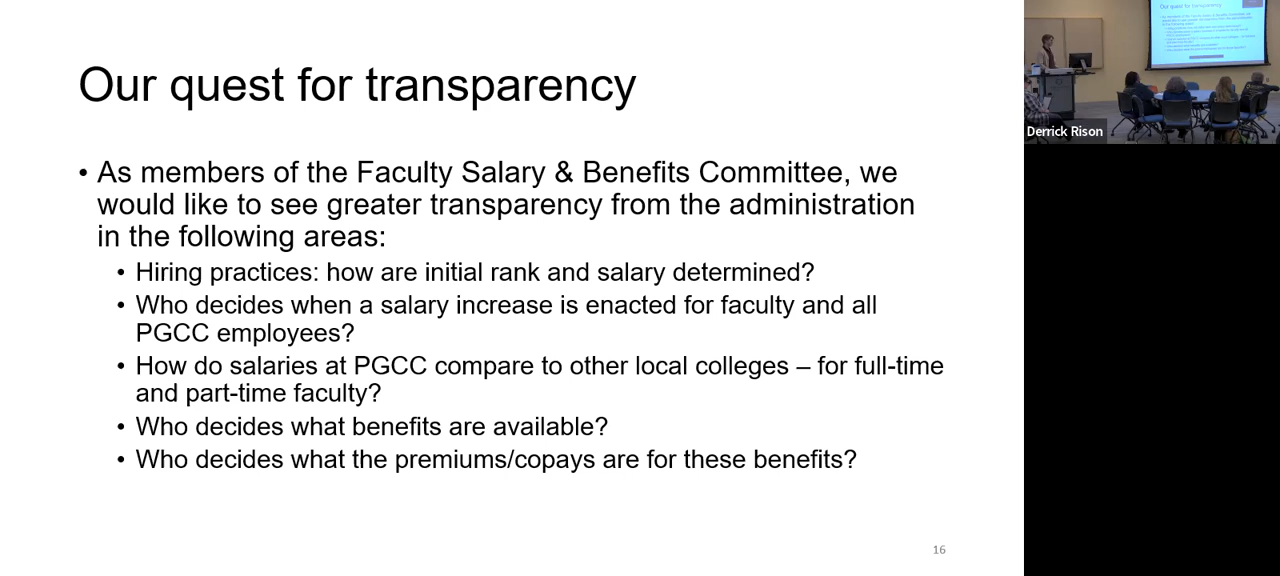 Our quest for transparency
• As members of the Faculty Salary & Benefits Committee, we
would like to see greater transparency from the administration
in the following areas:
• Hiring practices: how are initial rank and salary determined?
• Who decides when a salary increase is enacted for faculty and all
PGCC employees?
• How do salaries at PGCC compare to other local colleges – for full-time
and part-time faculty?
• Who decides what benefits are available?
• Who decides what the premiums/copays are for these benefits?
16
Our quest for transparency
Derrick Rison